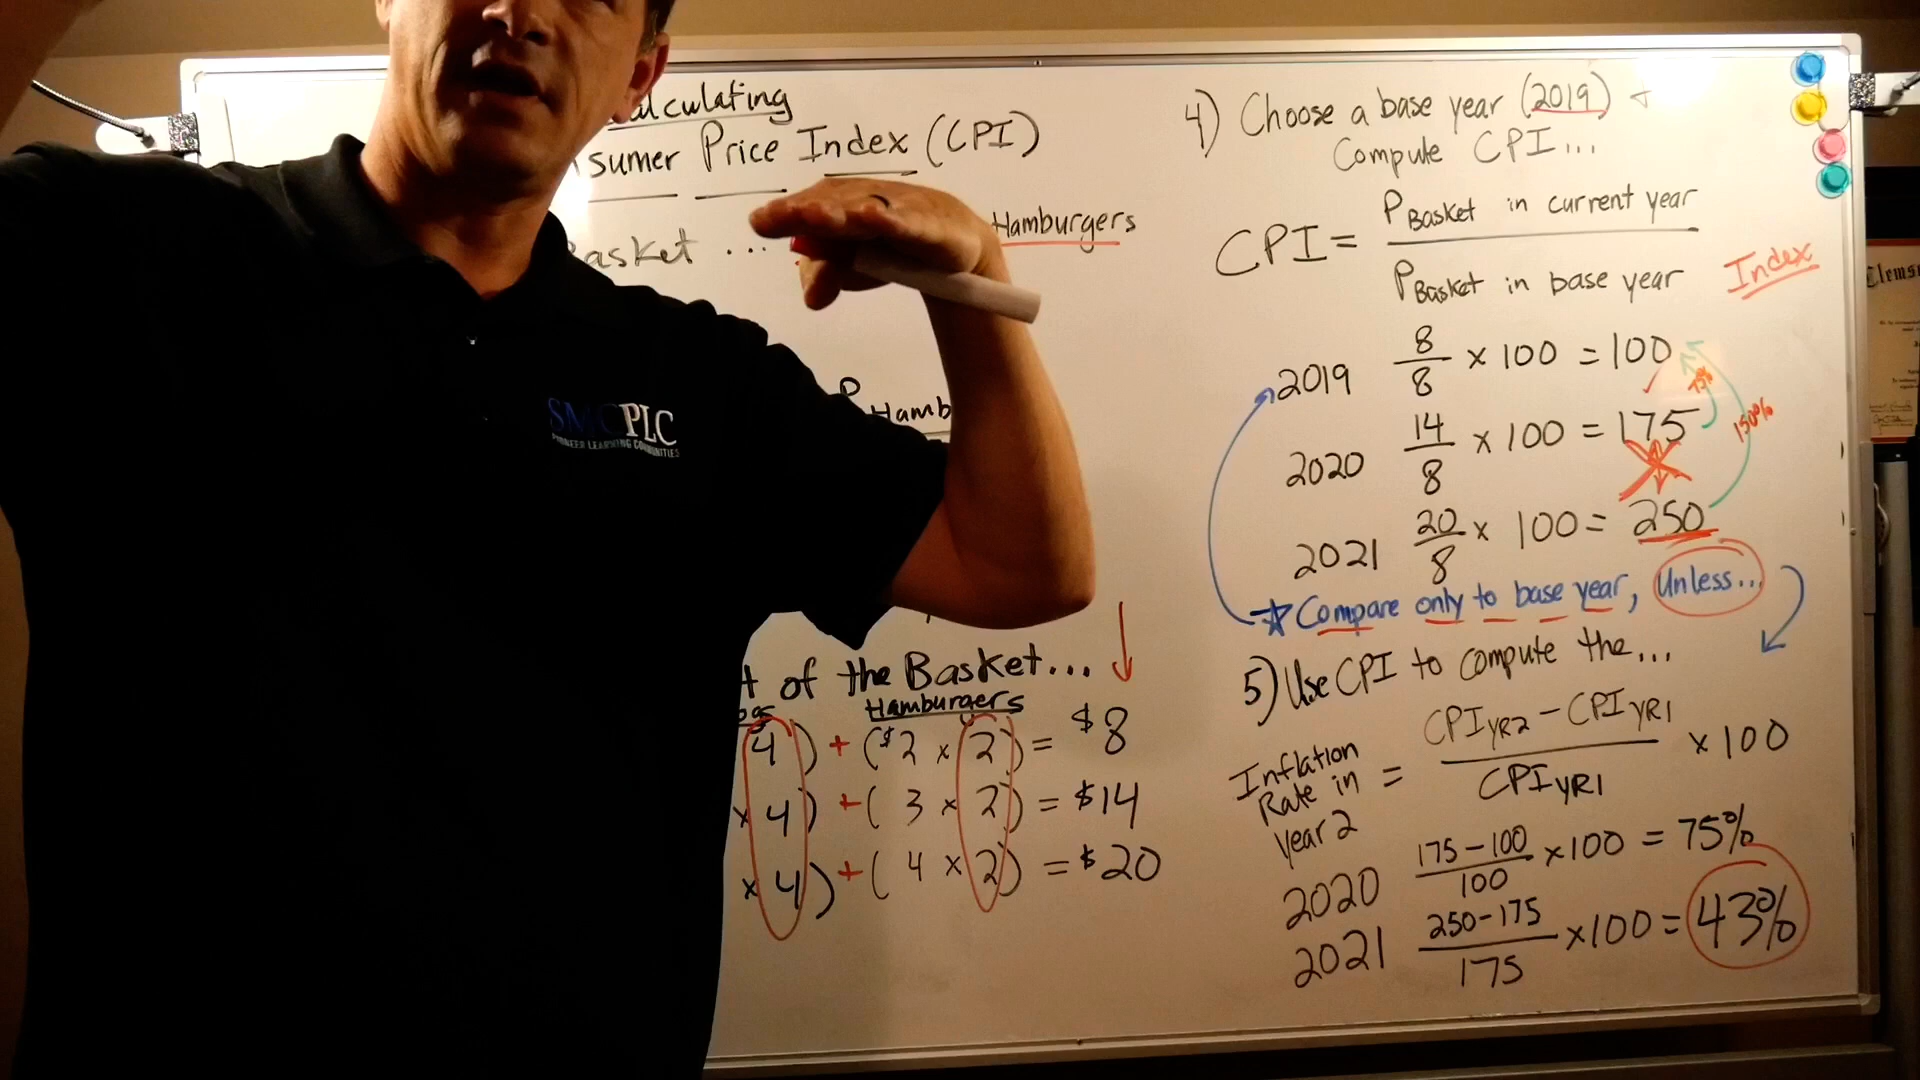 Calculating
sumer Price Index (CPI)
Basket ...
Hamburgers
P Hamb
t of the Basket...
Hamburgers
4) + ($2 x 2) = $8
x 4) + ( 3 x 2) = $14
x 4) + ( 4 x 2) = $20
4) Choose a base year (2019) +
Compute CPI...
CPI = P Basket in current year
P Basket in base year
Index
2019 8/8 x 100 = 100
75%
2020 14/8 x 100 = 175
150%
2021 20/8 x 100 = 250
☆ Compare only to base year, Unless...
5) Use CPI to compute the...
Inflation Rate in year 2 = CPI YR2 - CPI YR1 / CPI YR1 x 100
2020 175-100/100 x100 = 75%
2021 250-175/175 x100 = 43%
SMCPLC
PIONEER LEARNING COMMUNITIES
Clems